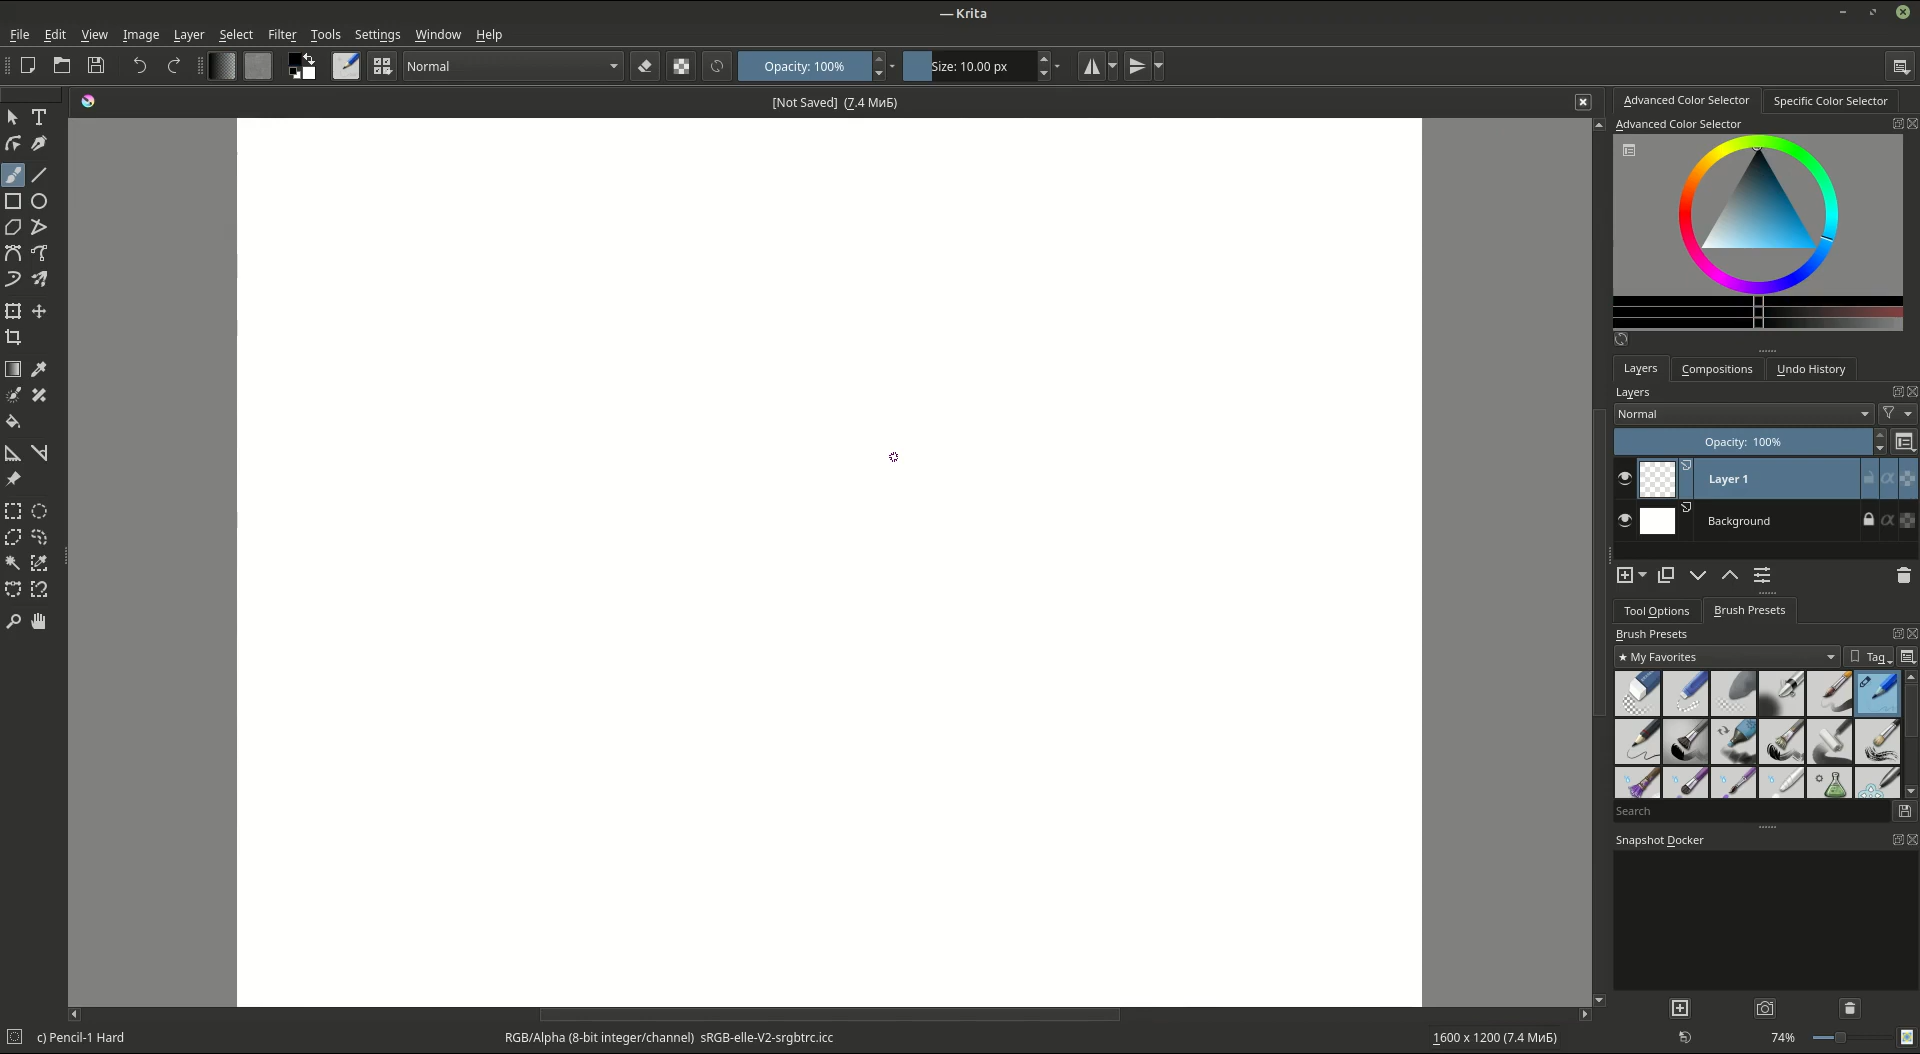 — Krita
File Edit View Image Layer Select Filter Tools Settings Window Help
Normal Opacity: 100% Size: 10.00 px
[Not Saved] (7.4 МиБ)
Advanced Color Selector Specific Color Selector
Advanced Color Selector
Layers Compositions Undo History
Layers
Normal
Opacity: 100%
Layer 1
Background
Tool Options Brush Presets
Brush Presets
★ My Favorites Tag
Search
Snapshot Docker
c) Pencil-1 Hard RGB/Alpha (8-bit integer/channel) sRGB-elle-V2-srgbtrc.icc 1600 x 1200 (7.4 МиБ) 74%